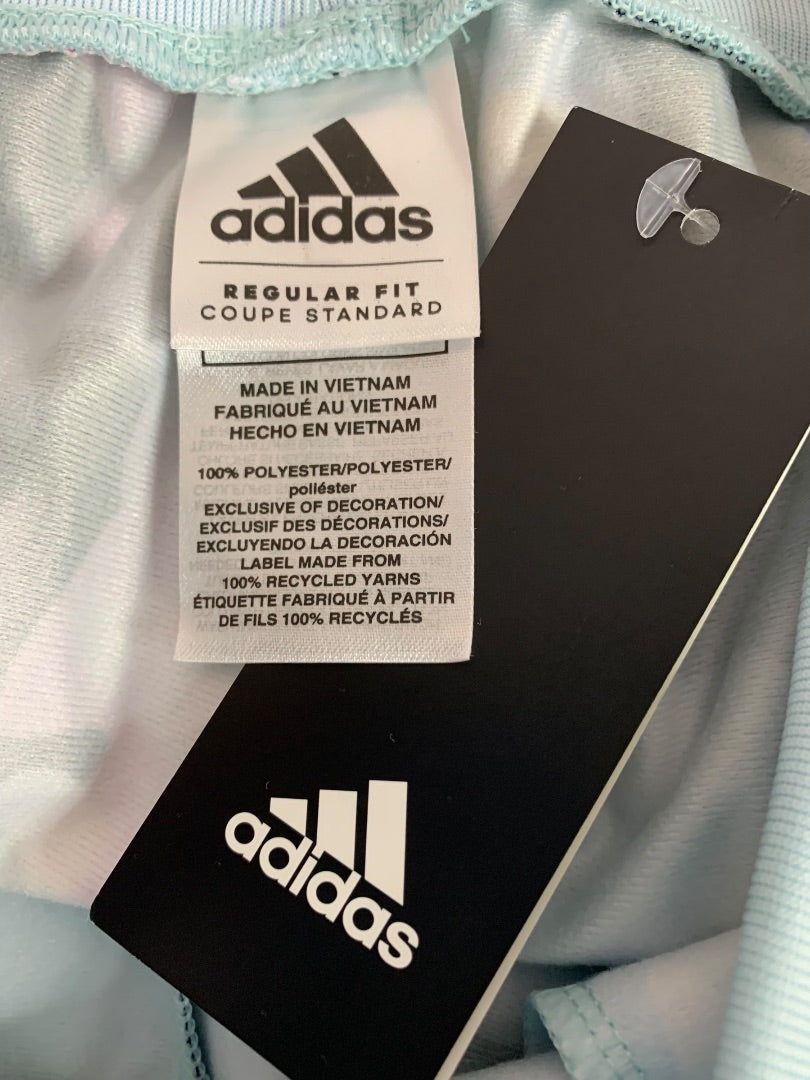 adidas
REGULAR FIT
COUPE STANDARD
MADE IN VIETNAM
FABRIQUÉ AU VIETNAM
HECHO EN VIETNAM
100% POLYESTER/POLYESTER/
poliéster
EXCLUSIVE OF DECORATION/
EXCLUSIF DES DÉCORATIONS/
EXCLUYENDO LA DECORACIÓN
LABEL MADE FROM
100% RECYCLED YARNS
ÉTIQUETTE FABRIQUÉ À PARTIR
DE FILS 100% RECYCLÉS
adidas